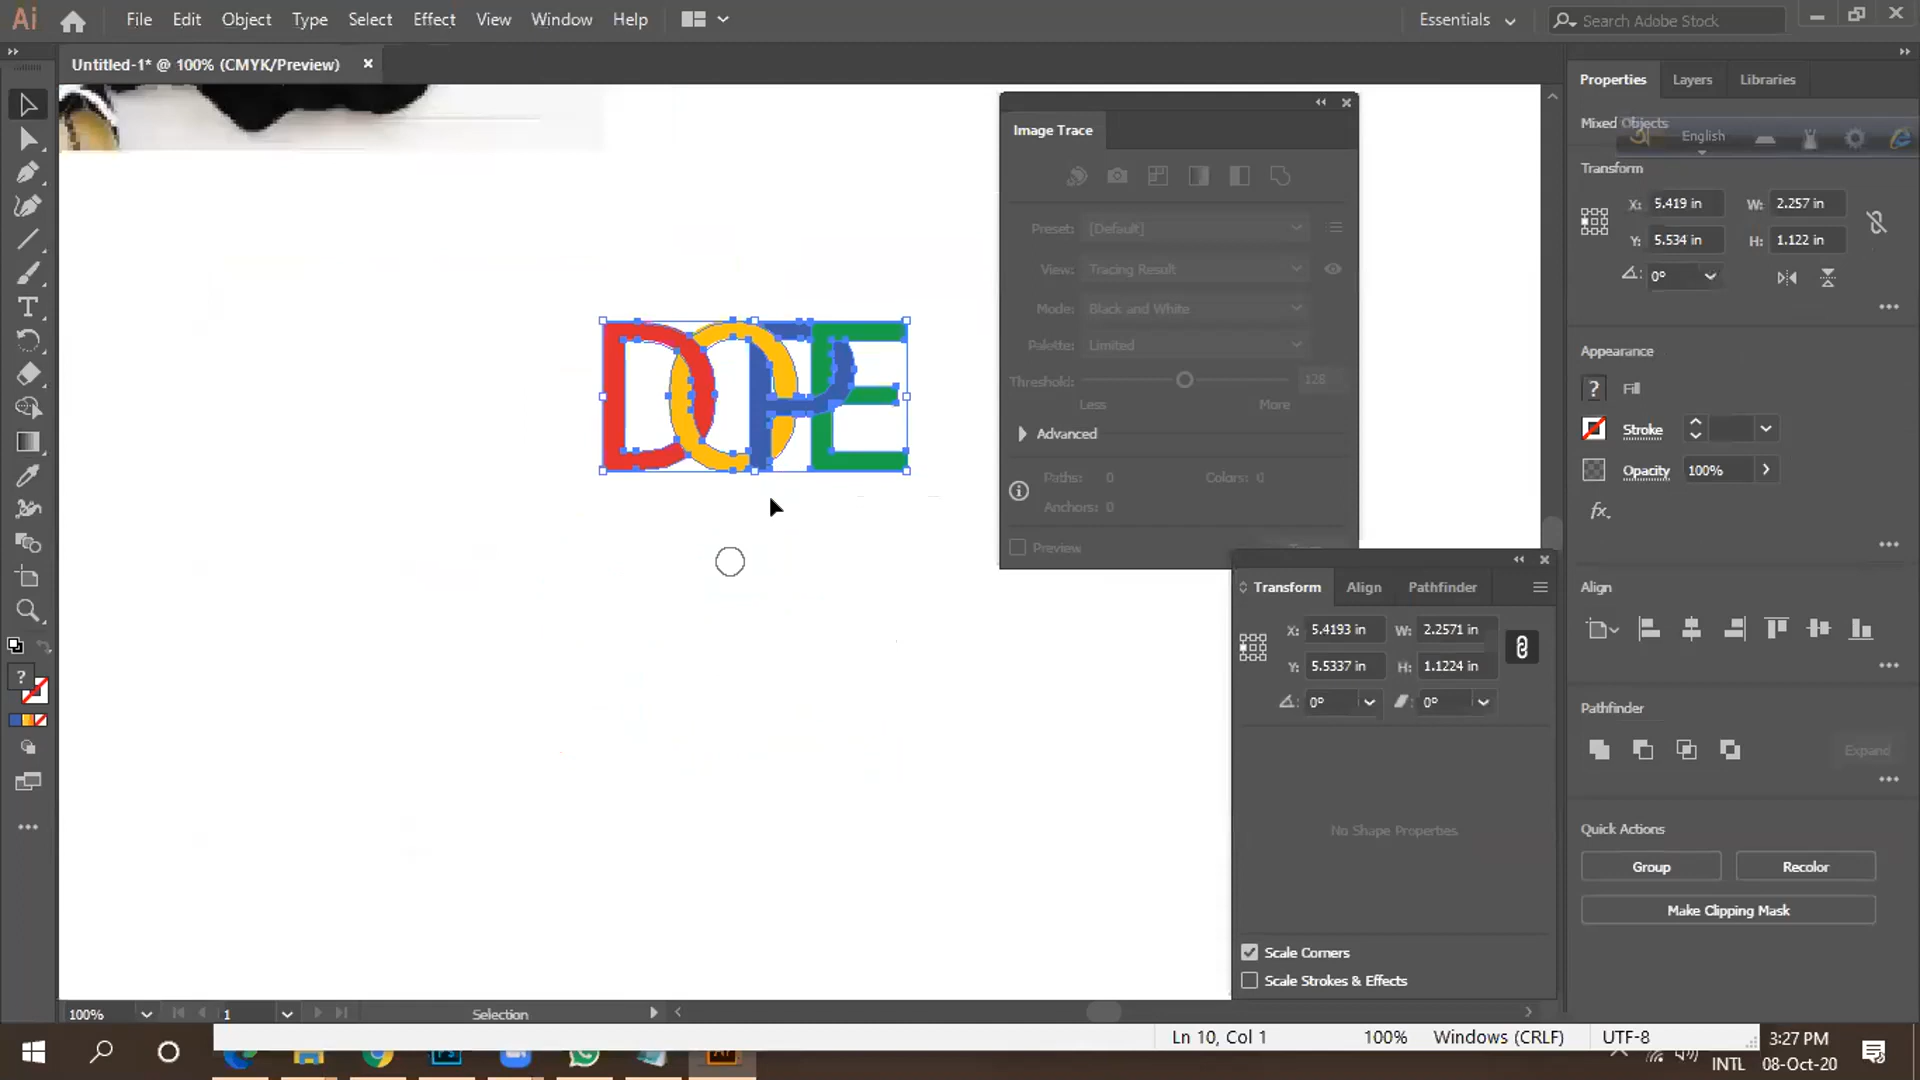 Ai File Edit Object Type Select Effect View Window Help Essentials Search Adobe Stock
Untitled-1* @ 100% (CMYK/Preview)
Properties Layers Libraries
Mixed Objects
English
Transform
X: 5.419 in W: 2.257 in
Y: 5.534 in H: 1.122 in
0°
Appearance
? Fill
Stroke
Opacity 100%
fx.
Align
Pathfinder
Expand
Quick Actions
Group Recolor
Make Clipping Mask
Image Trace
Preset: [Default]
View: Tracing Result
Mode: Black and White
Palette: Limited
Threshold: 128
Less More
Advanced
Paths: 0 Colors: 0
Anchors: 0
Preview
Transform Align Pathfinder
X: 5.4193 in W: 2.2571 in
Y: 5.5337 in H: 1.1224 in
0° 0°
No Shape Properties
Scale Corners
Scale Strokes & Effects
DOPE
T
?
100% 1 Selection
Ln 10, Col 1 100% Windows (CRLF) UTF-8
3:27 PM
INTL 08-Oct-20